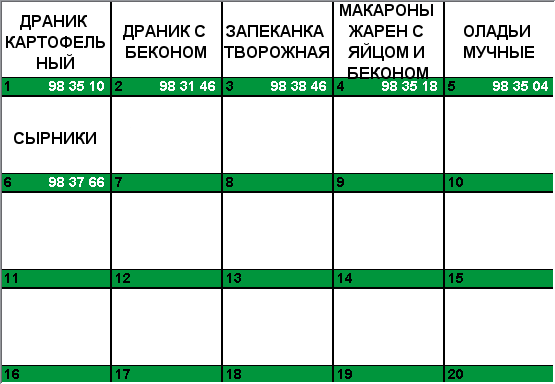 ДРАНИК
КАРТОФЕЛЬ
НЫЙ
ДРАНИК С
БЕКОНОМ
ЗАПЕКАНКА
ТВОРОЖНАЯ
МАКАРОНЫ
ЖАРЕН С
ЯЙЦОМ И
БЕКОНОМ
ОЛАДЬИ
МУЧНЫЕ
1 98 35 10 2 98 31 46 3 98 38 46 4 98 35 18 5 98 35 04
СЫРНИКИ
6 98 37 66 7 8 9 10
11 12 13 14 15
16 17 18 19 20